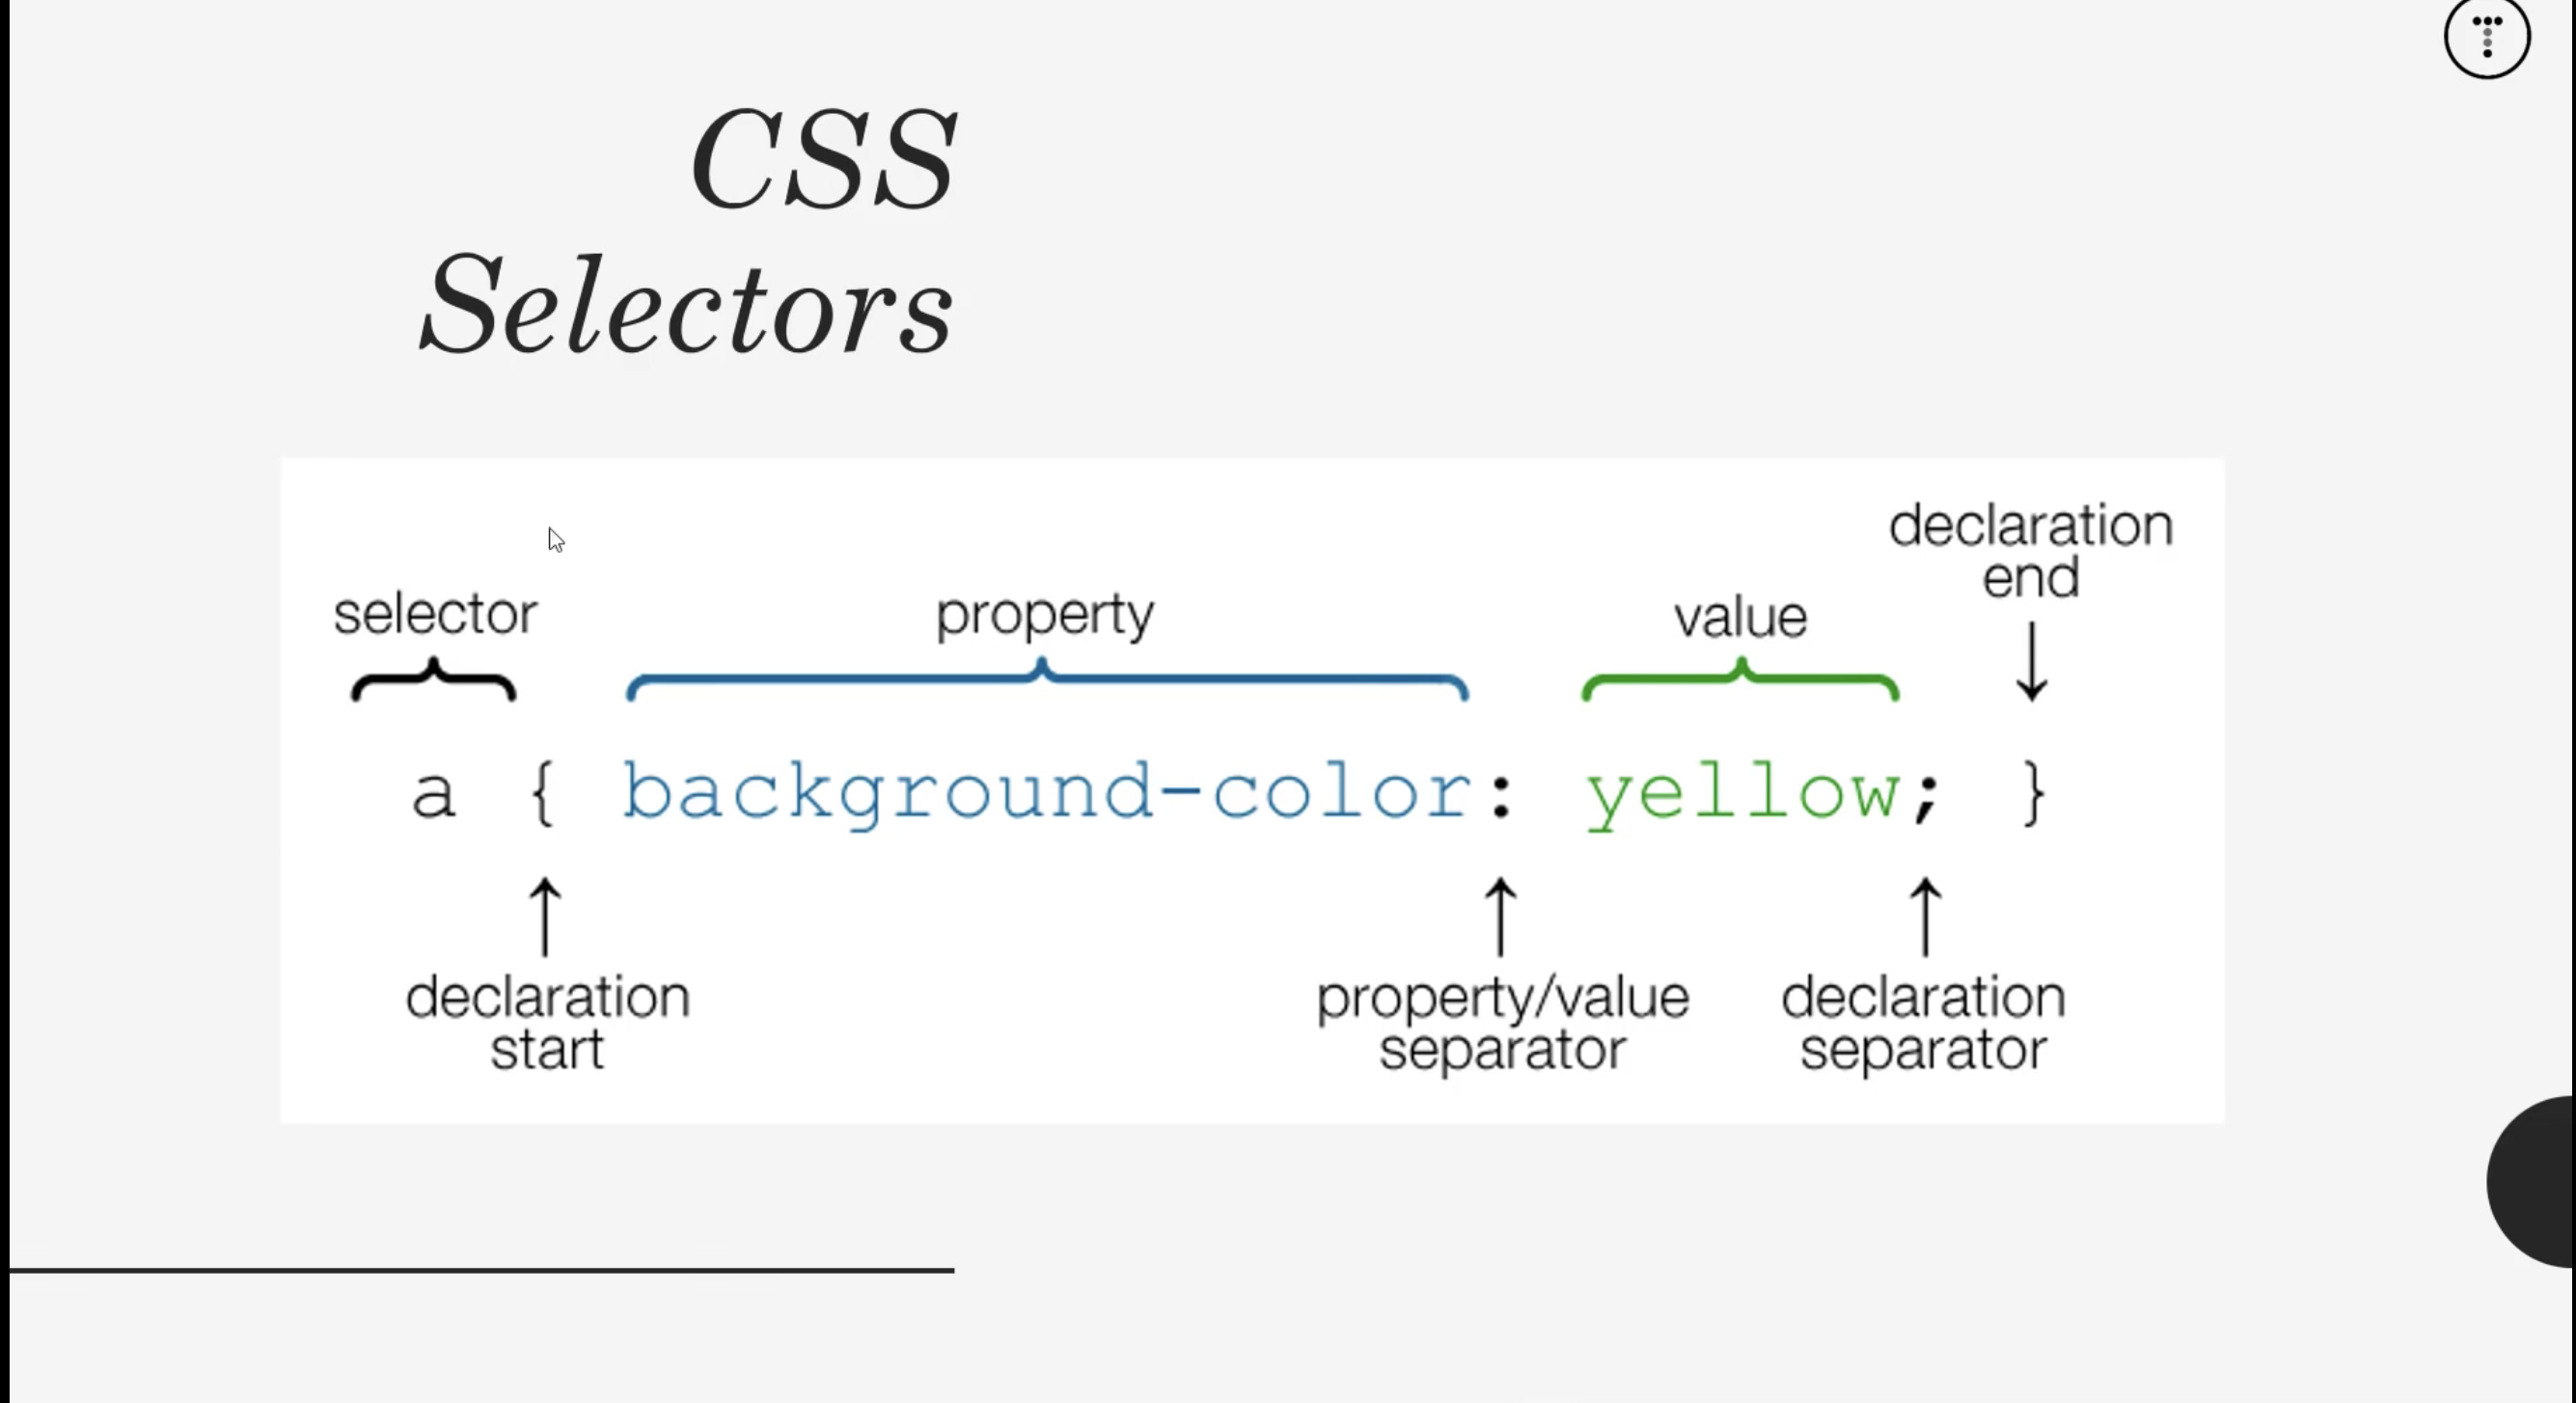 CSS
Selectors
declaration
end
selector
property
value
a { background-color: yellow; }
declaration
start
property/value
separator
declaration
separator